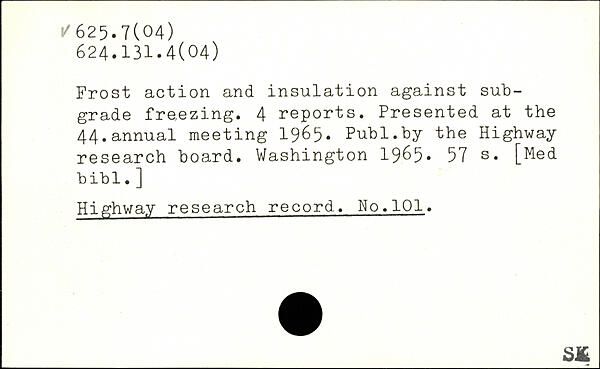 √ 625.7(04)
624.131.4(04)
Frost action and insulation against sub-
grade freezing. 4 reports. Presented at the
44.annual meeting 1965. Publ.by the Highway
research board. Washington 1965. 57 s. [Med
bibl.]
Highway research record. No.101.
SK